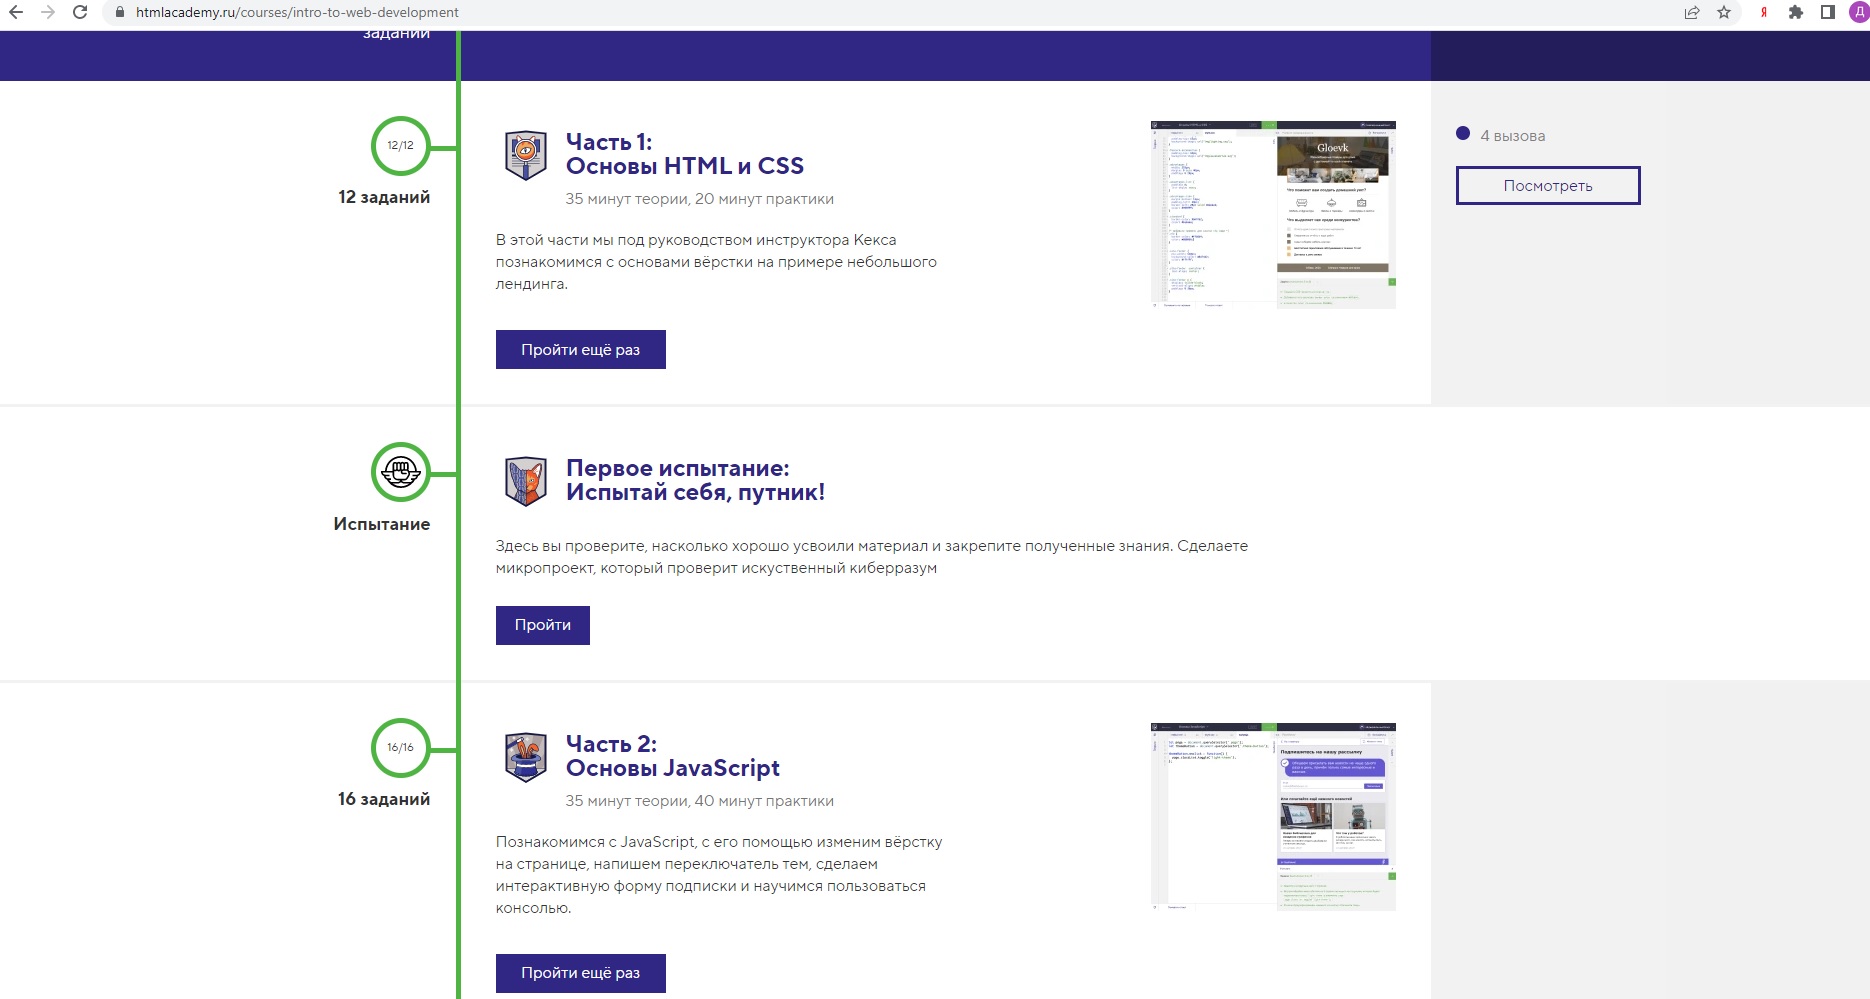 htmlacademy.ru/courses/intro-to-web-development
Я
Д
заданий
12/12
12 заданий
Часть 1:
Основы HTML и CSS
35 минут теории, 20 минут практики
В этой части мы под руководством инструктора Кекса
познакомимся с основами вёрстки на примере небольшого
лендинга.
Пройти ещё раз
Gloevk
4 вызова
Посмотреть
Испытание
Первое испытание:
Испытай себя, путник!
Здесь вы проверите, насколько хорошо усвоили материал и закрепите полученные знания. Сделаете
микропроект, который проверит искуственный киберразум
Пройти
16/16
16 заданий
Часть 2:
Основы JavaScript
35 минут теории, 40 минут практики
Познакомимся с JavaScript, с его помощью изменим вёрстку
на странице, напишем переключатель тем, сделаем
интерактивную форму подписки и научимся пользоваться
консолью.
Пройти ещё раз
Подпишитесь на нашу рассылку